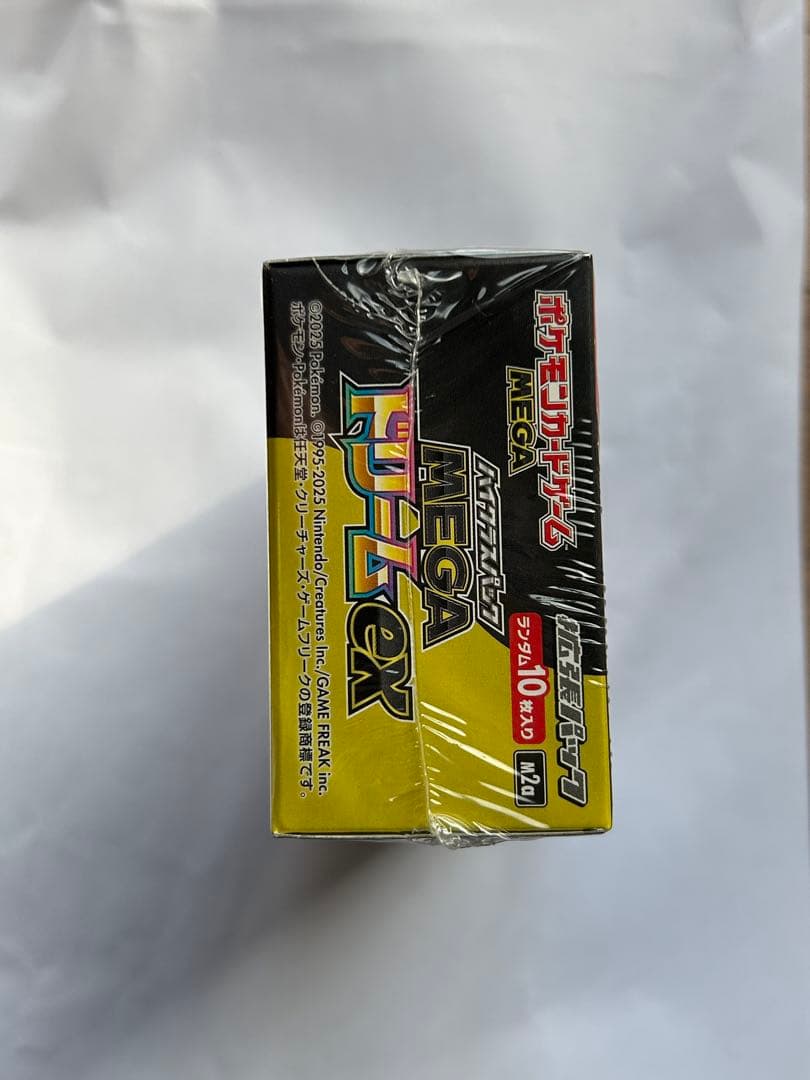 ポケモンカードゲーム
MEGA
拡張パック
ハイクラスパック
MEGA
ドリームex
ランダム10枚入り
M2a
©2025 Pokémon. ©1995-2025 Nintendo/Creatures Inc./GAME FREAK inc.
ポケモン・Pokémonは任天堂・クリーチャーズ・ゲームフリークの登録商標です。